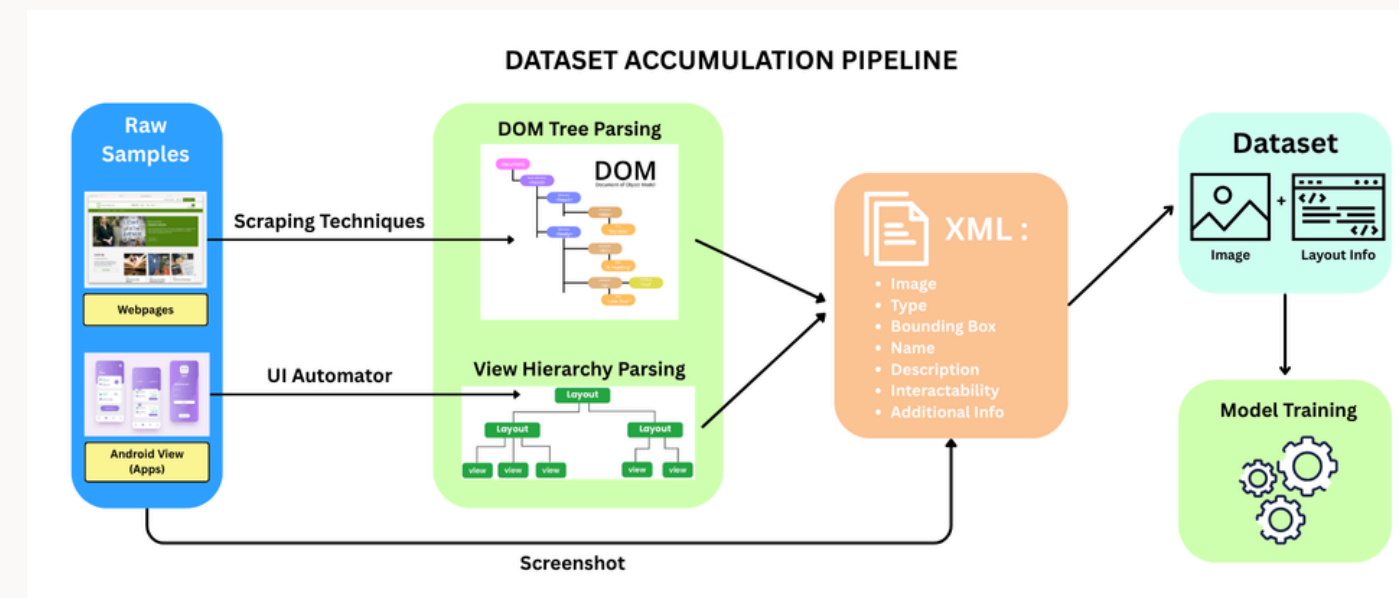 DATASET ACCUMULATION PIPELINE
Raw
Samples
Webpages
Android View
(Apps)
Scraping Techniques
UI Automator
DOM Tree Parsing
DOM
Document of Object Model
View Hierarchy Parsing
Layout
Layout
Layout
view
view
view
view
view
Screenshot
XML :
• Image
• Type
• Bounding Box
• Name
• Description
• Interactability
• Additional Info
Dataset
+
</>
</>
Image
Layout Info
Model Training